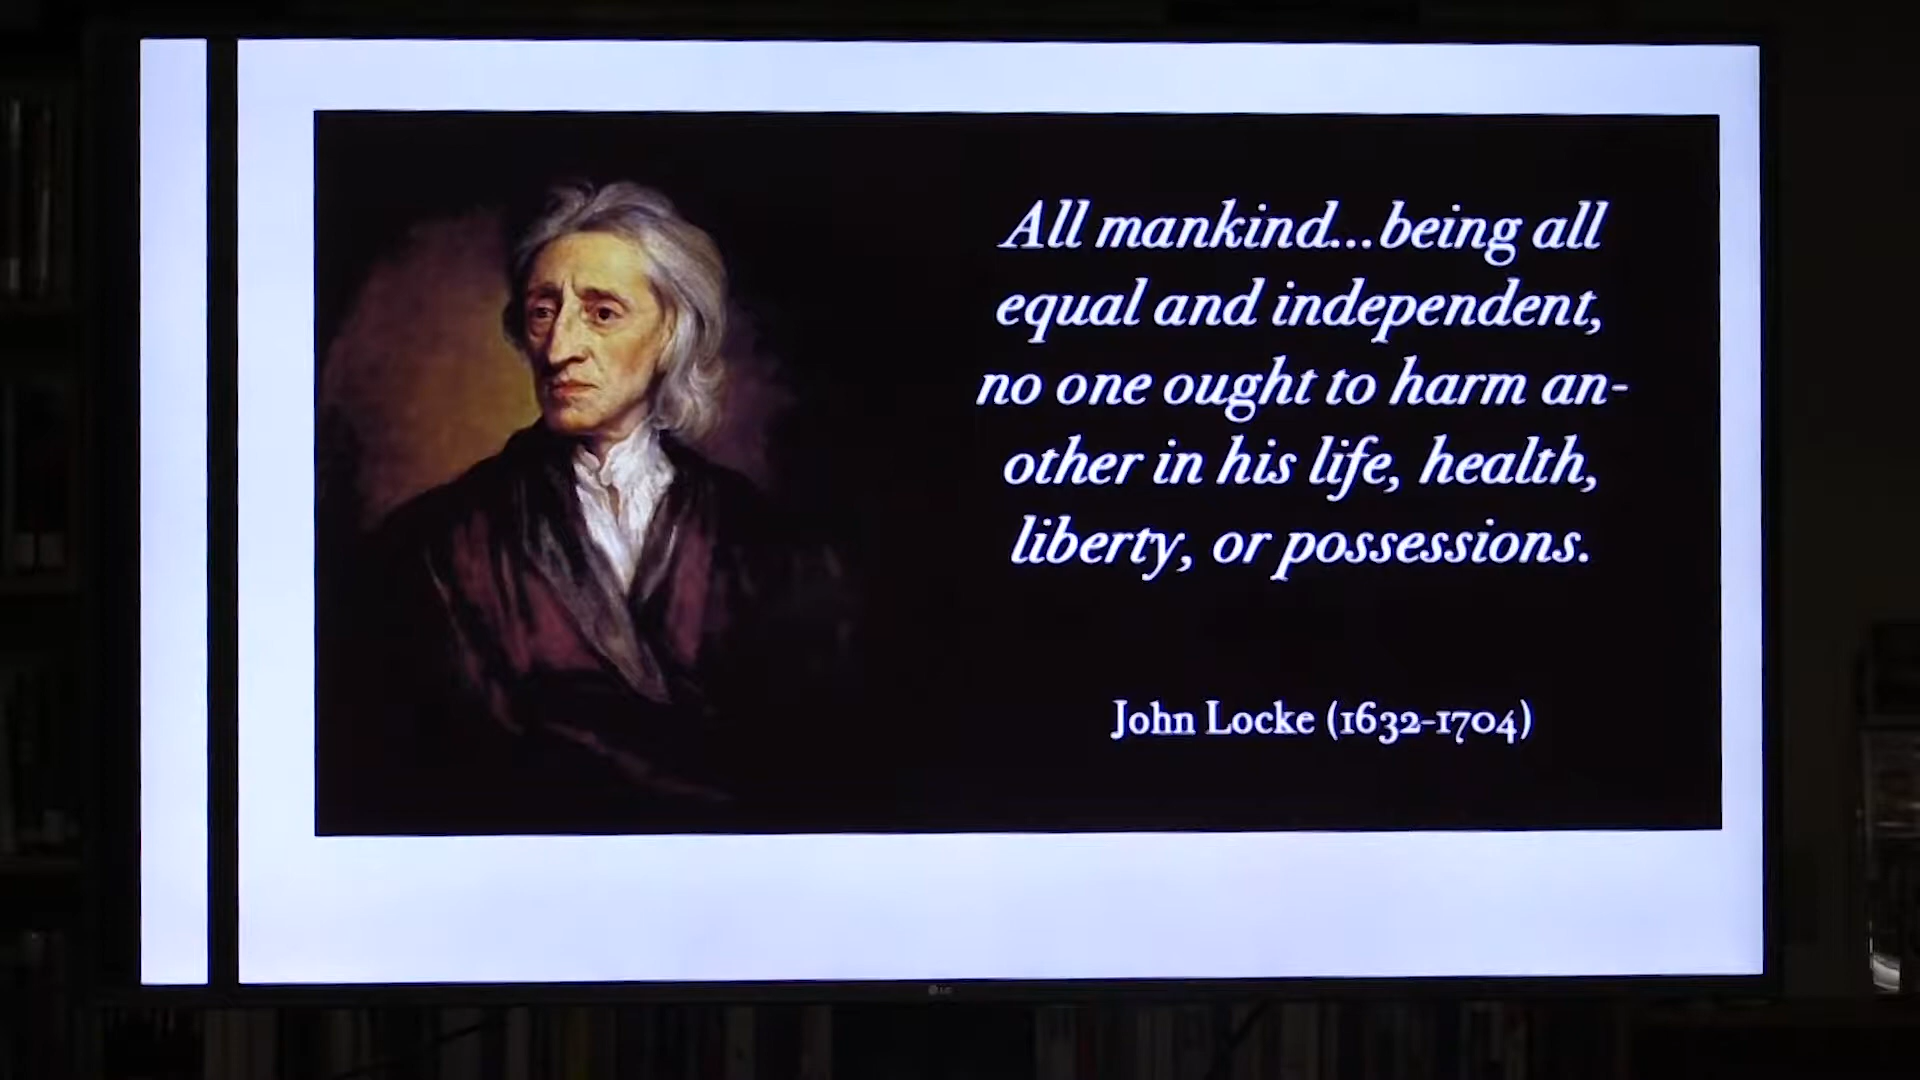 All mankind...being all
equal and independent,
no one ought to harm an-
other in his life, health,
liberty, or possessions.
John Locke (1632-1704)
LG